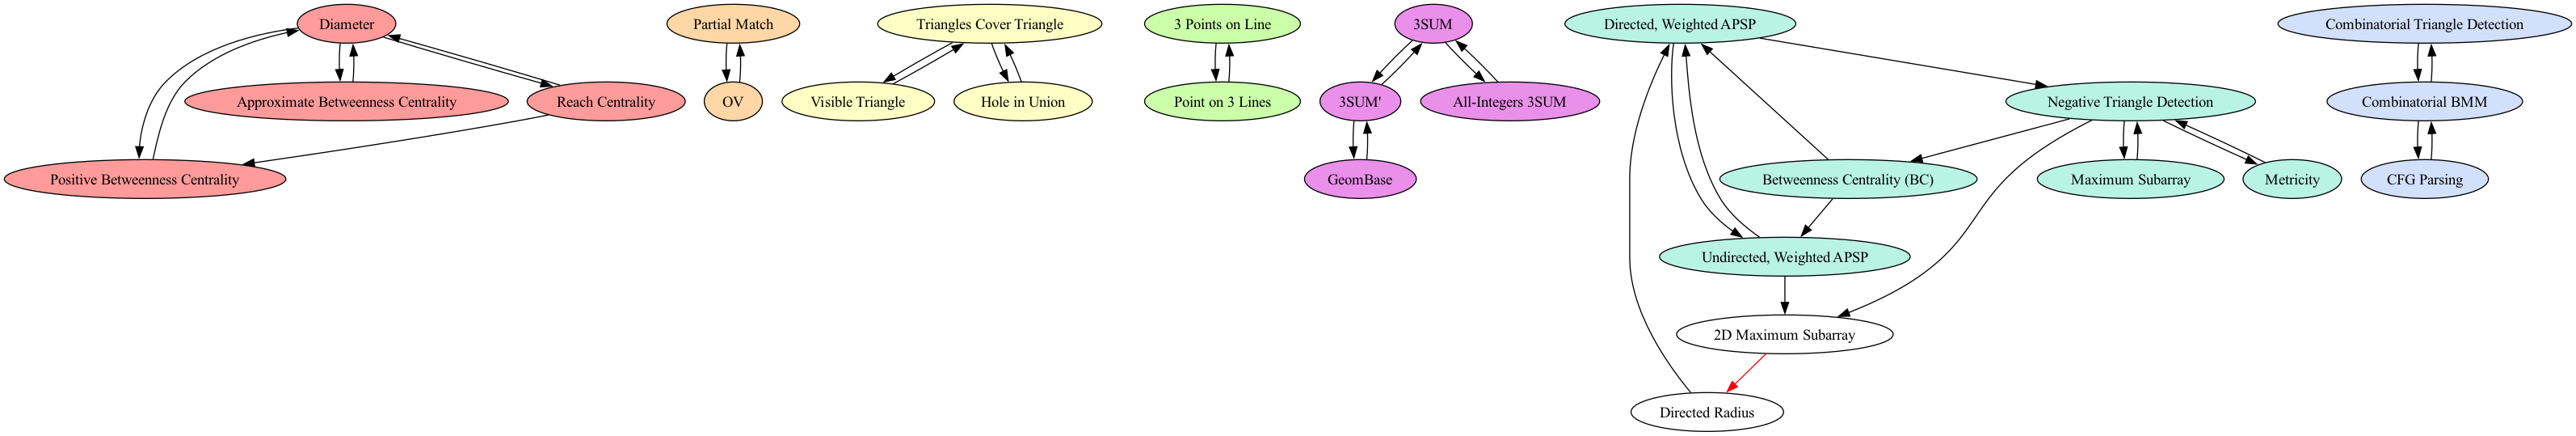 Diameter
Partial Match
Triangles Cover Triangle
3 Points on Line
3SUM
Directed, Weighted APSP
Combinatorial Triangle Detection
Approximate Betweenness Centrality
Reach Centrality
OV
Visible Triangle
Hole in Union
Point on 3 Lines
3SUM'
All-Integers 3SUM
Negative Triangle Detection
Combinatorial BMM
Positive Betweenness Centrality
GeomBase
Betweenness Centrality (BC)
Maximum Subarray
Metricity
CFG Parsing
Undirected, Weighted APSP
2D Maximum Subarray
Directed Radius